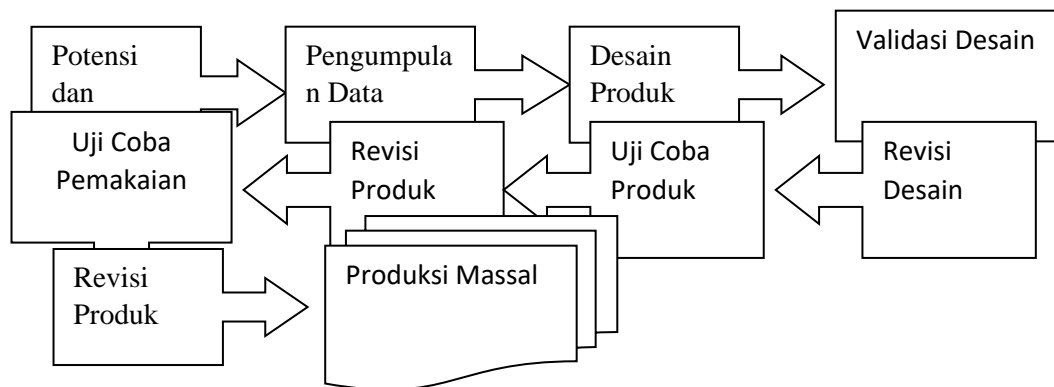 Potensi
dan
Pengumpula
n Data
Desain
Produk
Validasi Desain
Uji Coba
Pemakaian
Revisi
Produk
Uji Coba
Produk
Revisi
Desain
Revisi
Produk
Produksi Massal